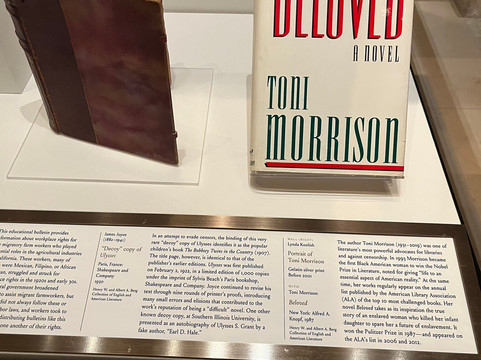 BELOVED
A NOVEL
TONI
MORRISON
his educational bulletin provides
formation about workplace rights for
migratory farm workers who played
ial roles in the agricultural industries
California. These workers, many of
were Mexican, Filipino, or African
can, struggled and stood for
or rights in the 1920s and early 30s.
ral government broadened
to assist migratory farmworkers, but
d not always follow these or
bor laws, and workers took to
distributing bulletins like this
one another of their rights.
James Joyce
(1882–1941)
"Decoy" copy of
Ulysses
Paris, France:
Shakespeare and
Company
1930
Henry W. and Albert A. Berg
Collection of English and
American Literature
In an attempt to evade censors, the binding of this very
rare "decoy" copy of Ulysses identifies it as the popular
children's book The Bobbsey Twins in the Country (1907).
The title page, however, is identical to that of the
publisher's earlier editions. Ulysses was first published
on February 2, 1922, in a limited edition of 1,000 copies
under the imprint of Sylvia Beach's Paris bookshop,
Shakespeare and Company. Joyce continued to revise his
text through nine rounds of printer's proofs, introducing
many small errors and elisions that contributed to the
work's reputation of being a "difficult" novel. One other
known decoy copy, at Southern Illinois University, is
presented as an autobiography of Ulysses S. Grant by a
fake author, "Earl D. Hale."
Lynda Koolish
Portrait of
Toni Morrison
Gelatin silver print
Before 2010
Toni Morrison
Beloved
New York: Alfred A.
Knopf, 1987
Henry W. and Albert A. Berg
Collection of English and
American Literature
The author Toni Morrison (1931–2019) was one of
literature's most powerful advocates for libraries
and against censorship. In 1993 Morrison became
the first Black American woman to win the Nobel
Prize in Literature, noted for giving "life to an
essential aspect of American reality." At the same
time, her works regularly appear on the annual
list published by the American Library Association
(ALA) of the top 10 most challenged books. Her
novel Beloved takes as its inspiration the true
story of an enslaved woman who killed her infant
daughter to spare her a future of enslavement. It
won the Pulitzer Prize in 1987—and appeared on
the ALA's list in 2006 and 2012.